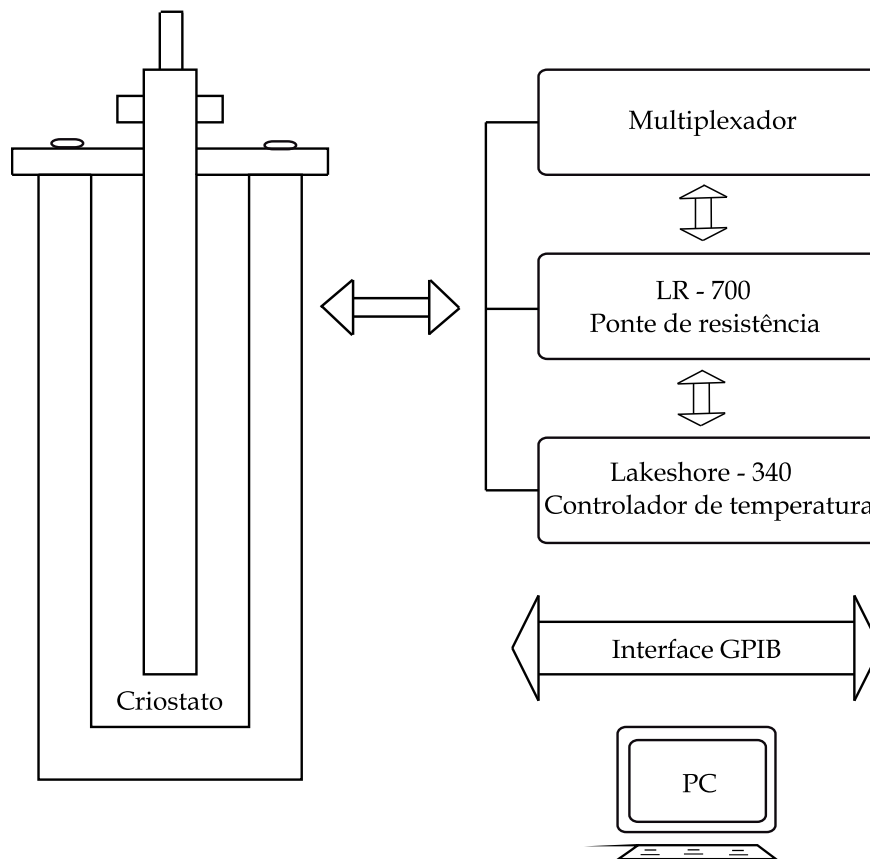 Multiplexador
LR - 700
Ponte de resistência
Lakeshore - 340
Controlador de temperatura
Interface GPIB
Criostato
PC